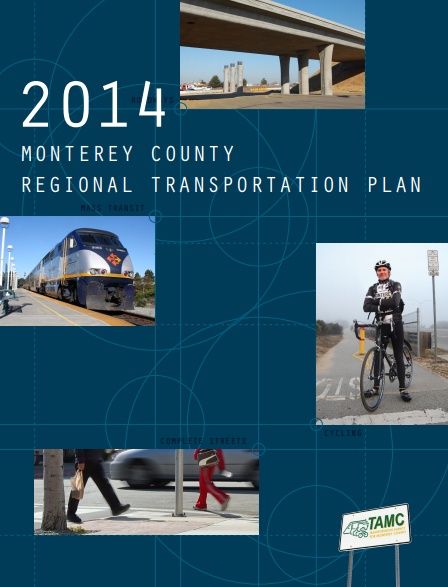 2014
MONTEREY COUNTY
REGIONAL TRANSPORTATION PLAN
MASS TRANSIT
CYCLING
COMPLETE STREETS
TAMC